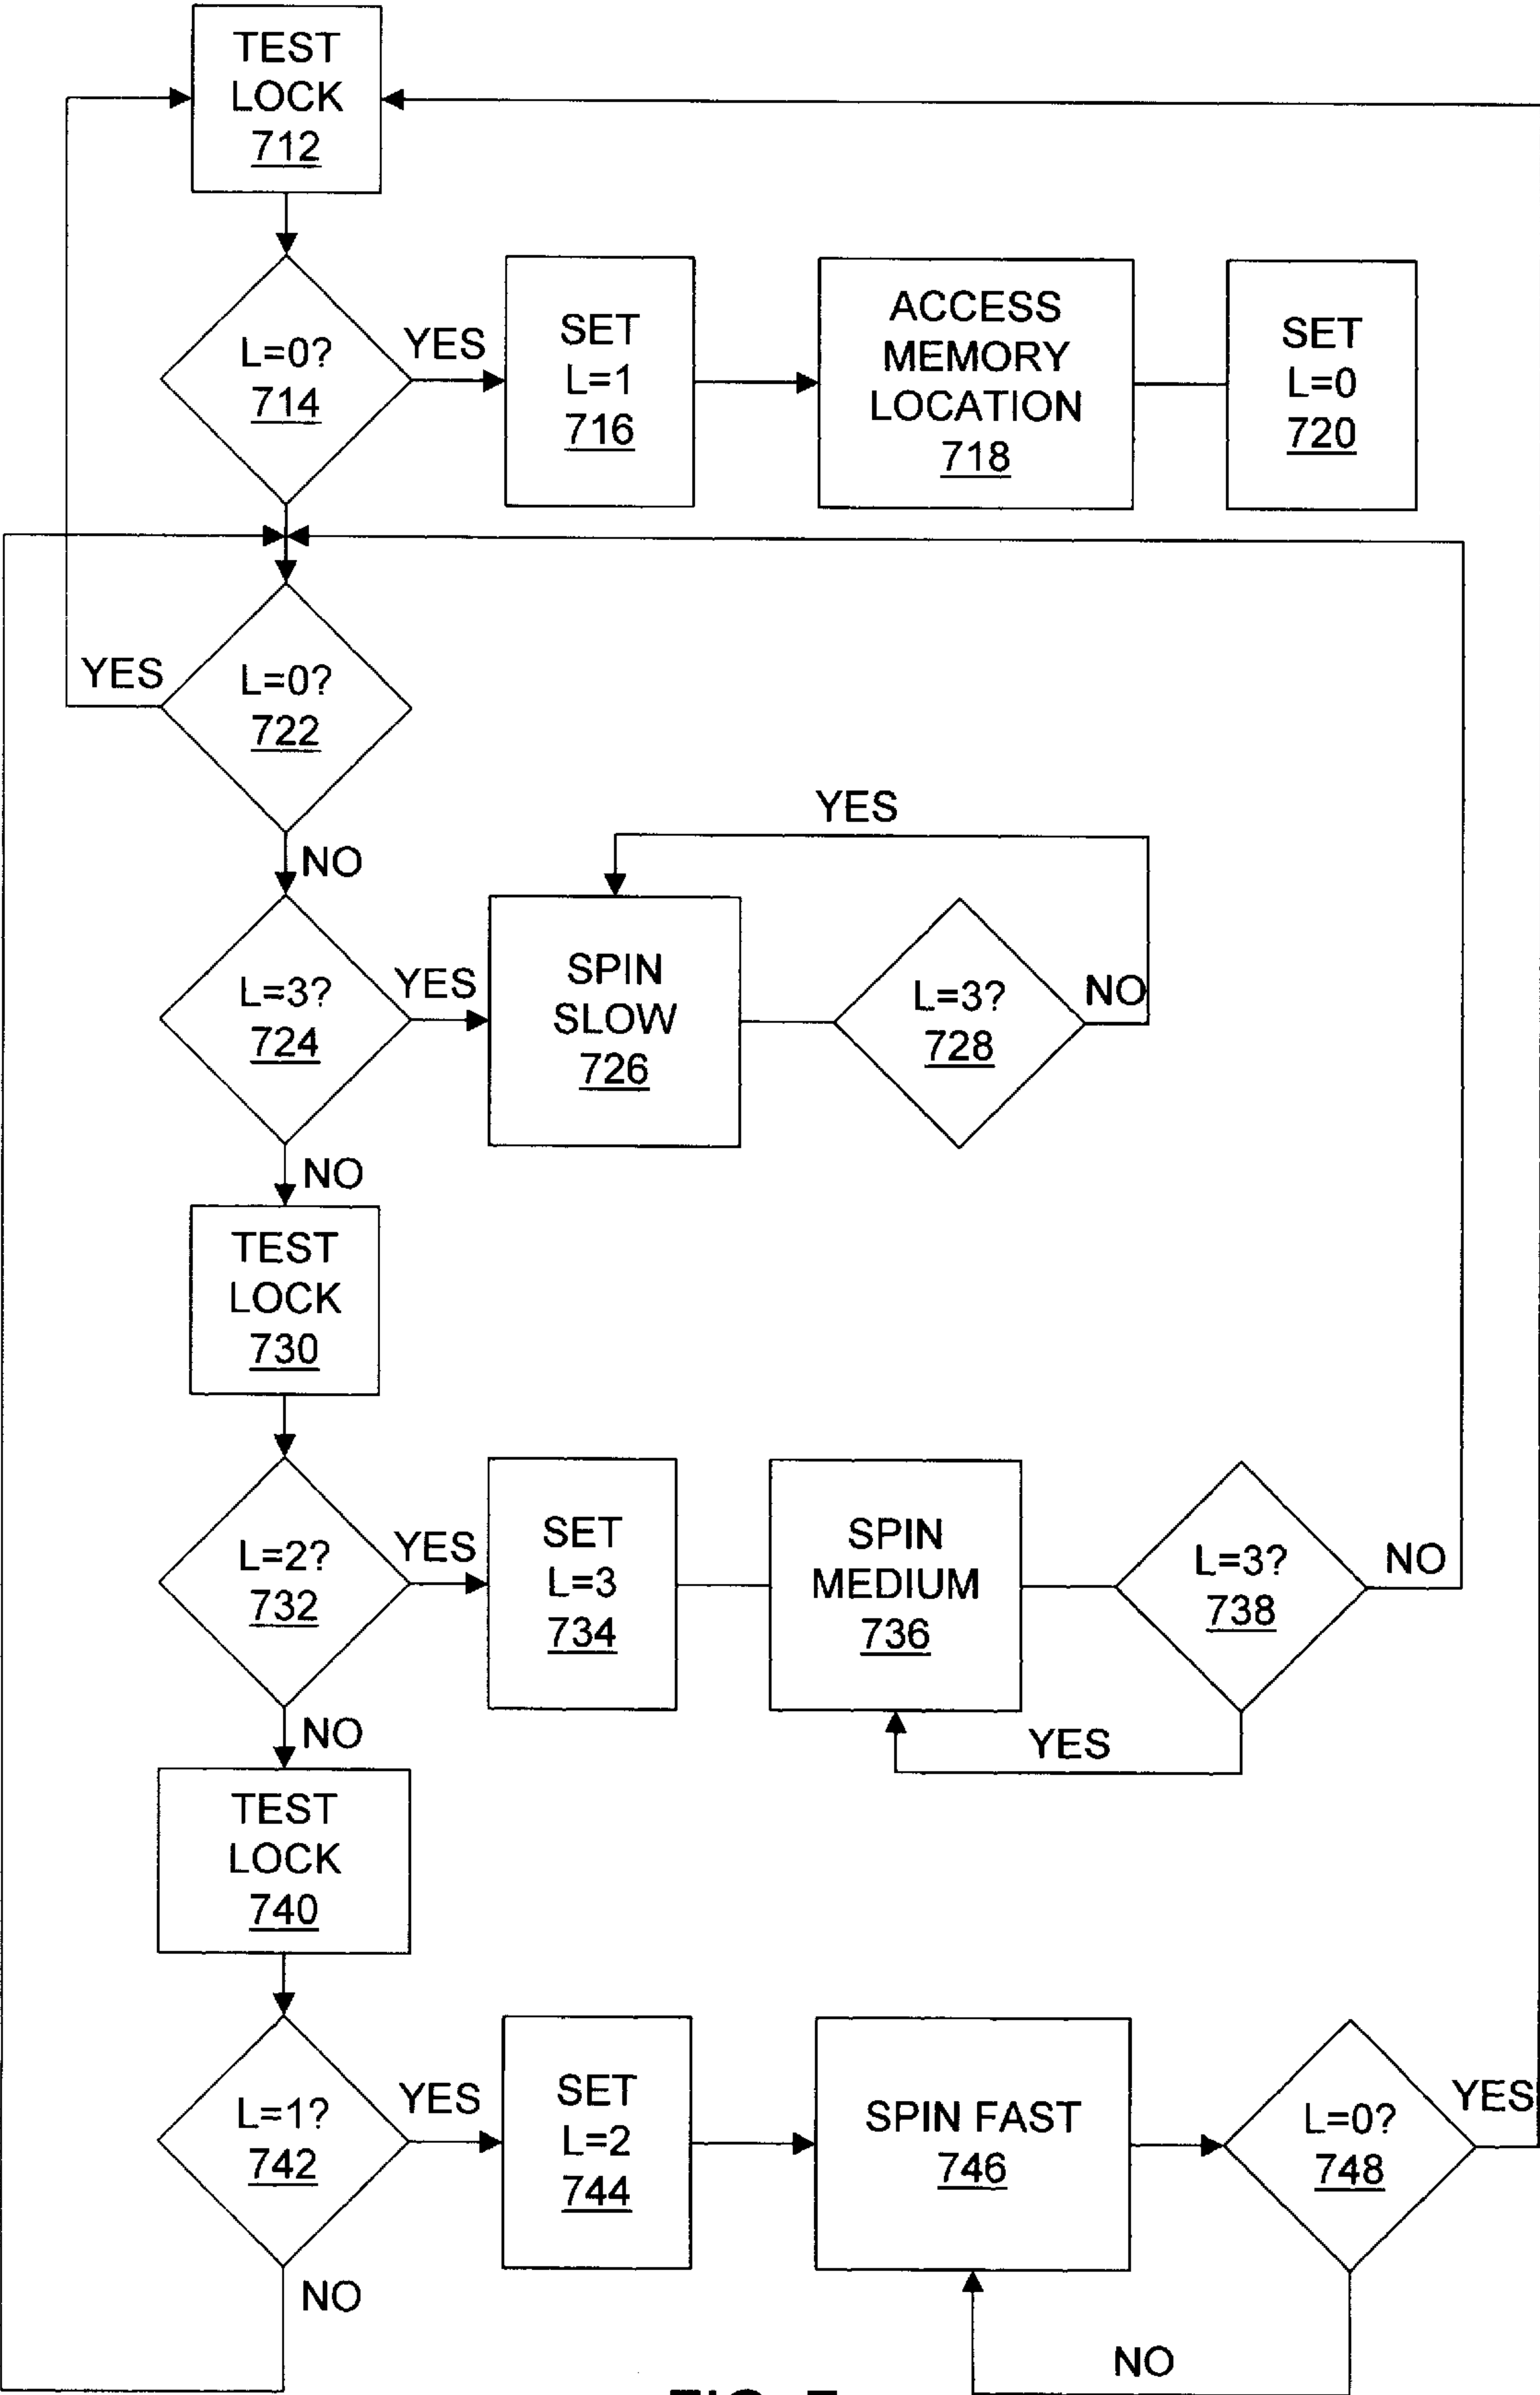 TEST
LOCK
712
L=0?
714
YES
SET
L=1
716
ACCESS
MEMORY
LOCATION
718
SET
L=0
720
YES
L=0?
722
NO
YES
L=3?
724
YES
SPIN
SLOW
726
L=3?
728
NO
NO
TEST
LOCK
730
L=2?
732
YES
SET
L=3
734
SPIN
MEDIUM
736
L=3?
738
NO
YES
NO
TEST
LOCK
740
L=1?
742
YES
SET
L=2
744
SPIN FAST
746
L=0?
748
YES
NO
NO